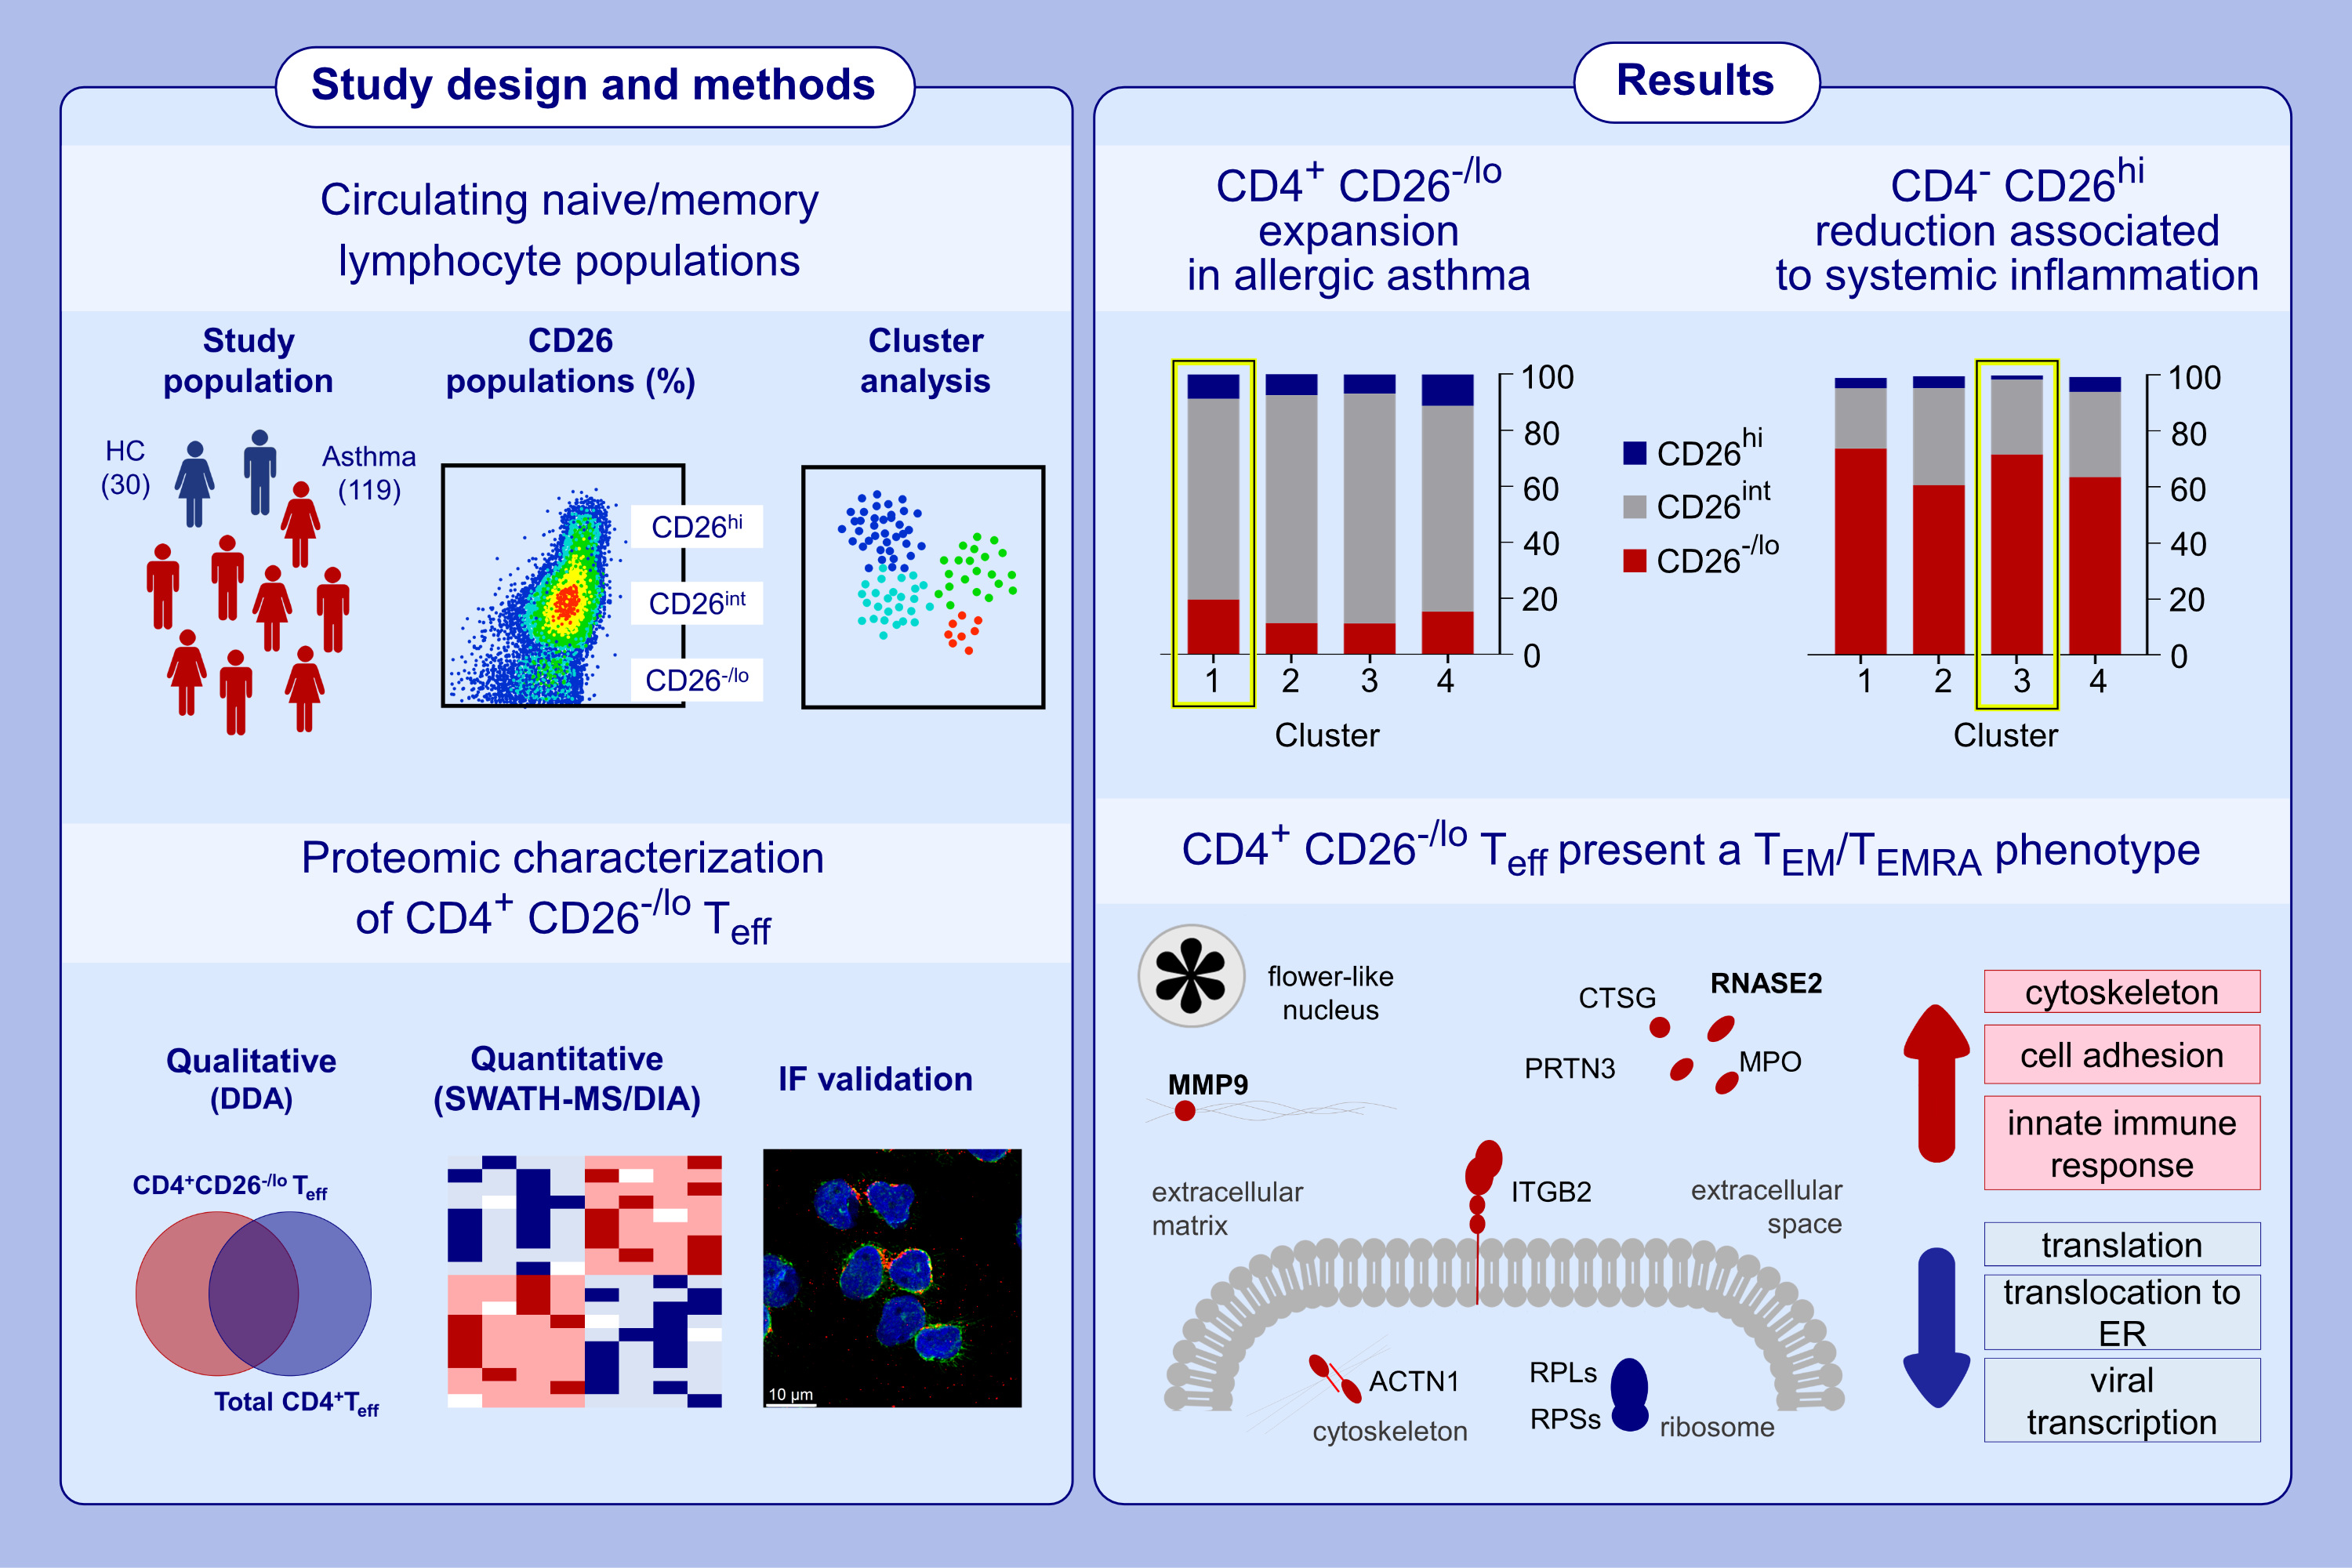 Study design and methods
Circulating naive/memory
lymphocyte populations
Study
population
HC
(30)
Asthma
(119)
CD26
populations (%)
CD26hi
CD26int
CD26-/lo
Cluster
analysis
Proteomic characterization
of CD4+ CD26-/lo Teff
Qualitative
(DDA)
CD4+CD26-/lo Teff
Total CD4+Teff
Quantitative
(SWATH-MS/DIA)
IF validation
10 µm
Results
CD4+ CD26-/lo
expansion
in allergic asthma
100
80
60
40
20
0
1 2 3 4
Cluster
CD26hi
CD26int
CD26-/lo
CD4- CD26hi
reduction associated
to systemic inflammation
100
80
60
40
20
0
1 2 3 4
Cluster
CD4+ CD26-/lo Teff present a TEM/TEMRA phenotype
flower-like
nucleus
MMP9
CTSG
RNASE2
PRTN3
MPO
ITGB2
extracellular
matrix
extracellular
space
ACTN1
cytoskeleton
RPLs
RPSs
ribosome
cytoskeleton
cell adhesion
innate immune
response
translation
translocation to
ER
viral
transcription